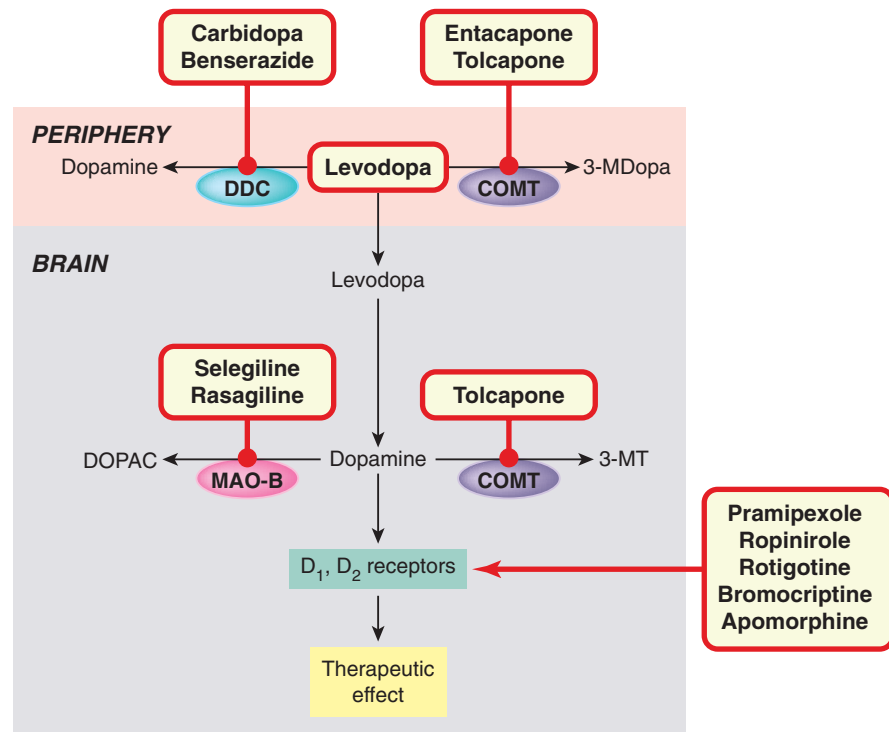 Carbidopa
Benserazide
Entacapone
Tolcapone
PERIPHERY
Dopamine
DDC
Levodopa
COMT
3-MDopa
BRAIN
Levodopa
Selegiline
Rasagiline
Tolcapone
DOPAC
MAO-B
Dopamine
COMT
3-MT
D₁, D₂ receptors
Pramipexole
Ropinirole
Rotigotine
Bromocriptine
Apomorphine
Therapeutic
effect